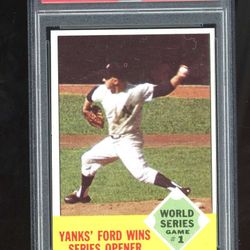 YANKS' FORD WINS
SERIES OPENER
WORLD
SERIES
GAME
#1